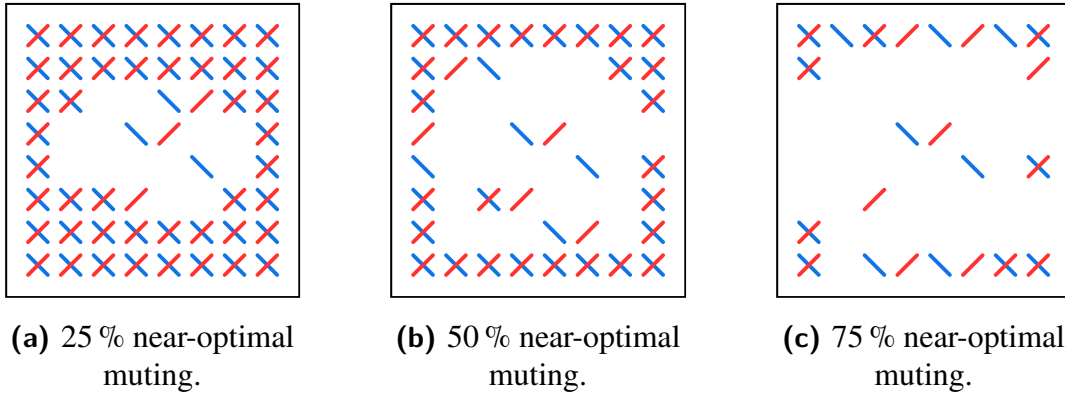 (a) 25 % near-optimal
muting.
(b) 50 % near-optimal
muting.
(c) 75 % near-optimal
muting.